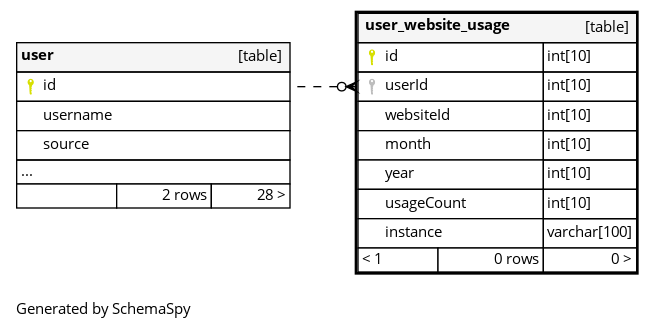 user [table]
id
username
source
...
2 rows 28 >
user_website_usage [table]
id int[10]
userId int[10]
websiteId int[10]
month int[10]
year int[10]
usageCount int[10]
instance varchar[100]
< 1 0 rows 0 >
Generated by SchemaSpy